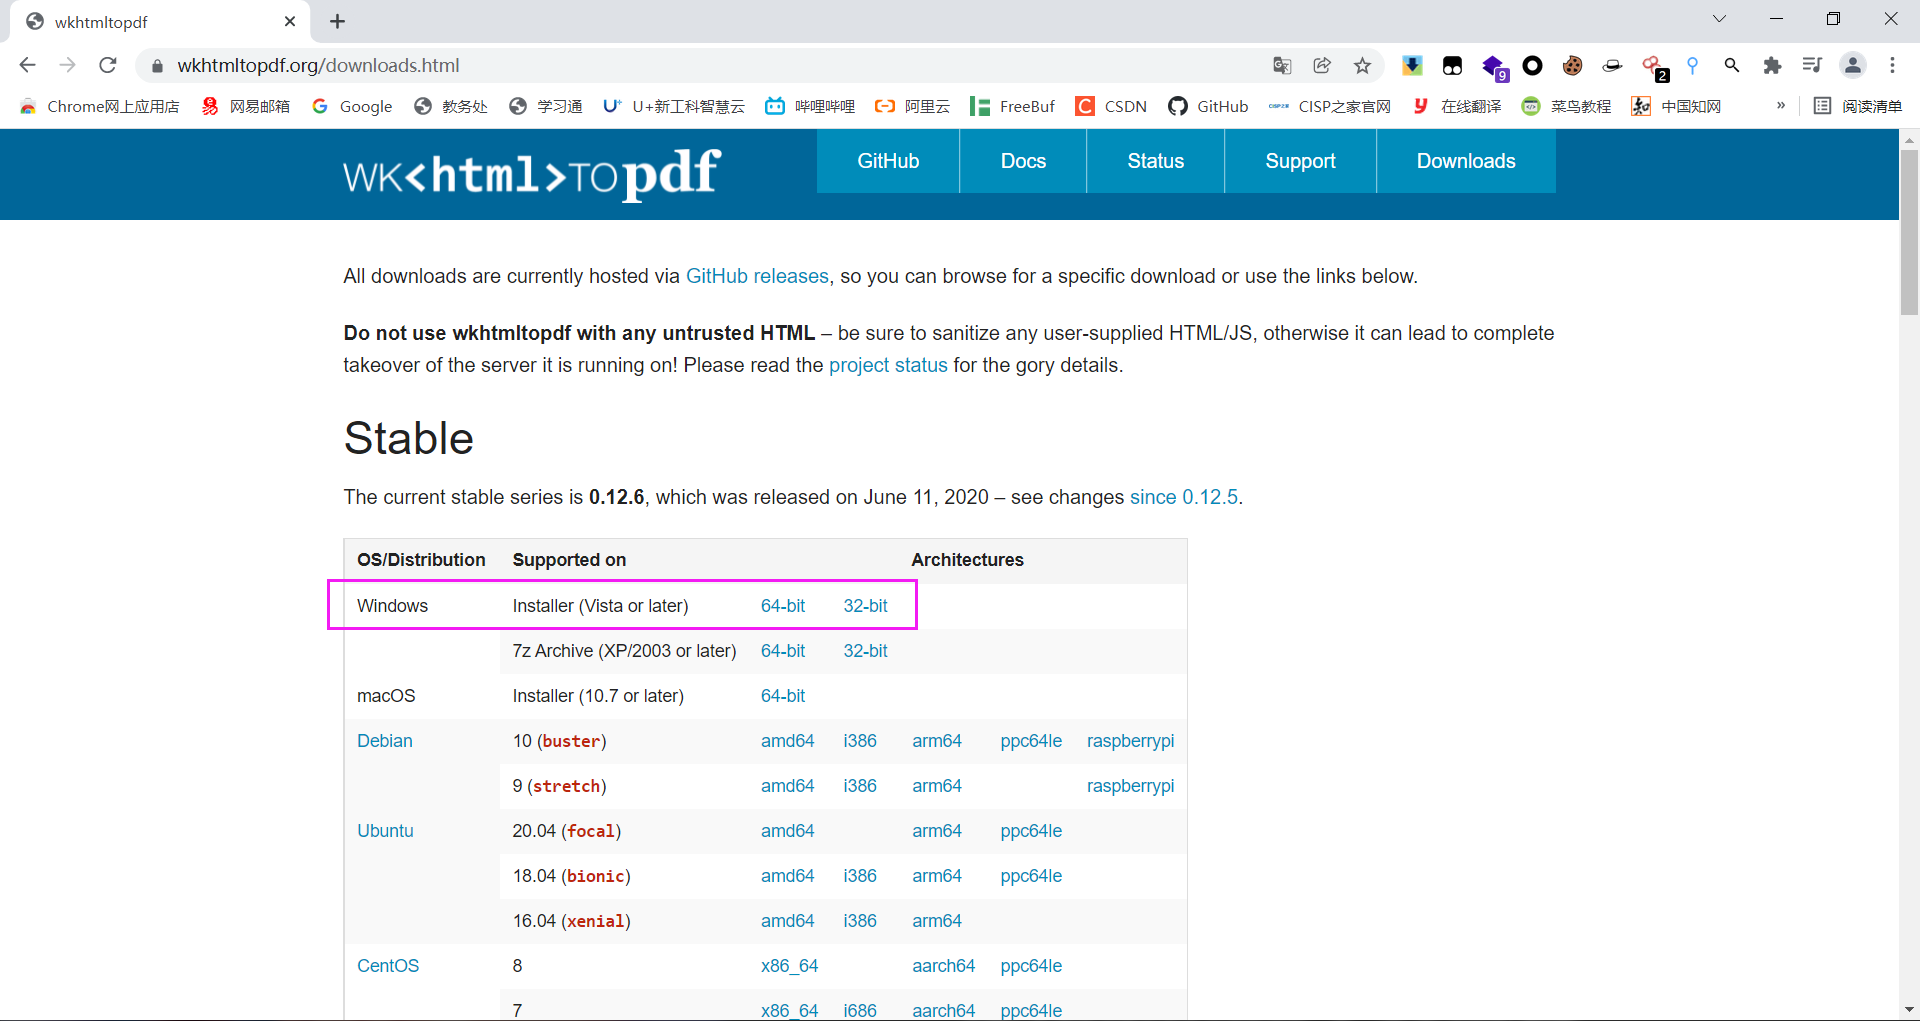 wkhtmltopdf
wkhtmltopdf.org/downloads.html
9
2
Chrome网上应用店
网易邮箱
Google
教务处
学习通
U+新工科智慧云
哔哩哔哩
阿里云
FreeBuf
CSDN
GitHub
CISP之家官网
在线翻译
菜鸟教程
中国知网
»
阅读清单
WK<html>TOpdf
GitHub Docs Status Support Downloads
All downloads are currently hosted via GitHub releases, so you can browse for a specific download or use the links below.
Do not use wkhtmltopdf with any untrusted HTML – be sure to sanitize any user-supplied HTML/JS, otherwise it can lead to complete
takeover of the server it is running on! Please read the project status for the gory details.
Stable
The current stable series is 0.12.6, which was released on June 11, 2020 – see changes since 0.12.5.
OS/Distribution Supported on Architectures
Windows Installer (Vista or later) 64-bit 32-bit
7z Archive (XP/2003 or later) 64-bit 32-bit
macOS Installer (10.7 or later) 64-bit
Debian 10 (buster) amd64 i386 arm64 ppc64le raspberrypi
9 (stretch) amd64 i386 arm64 raspberrypi
Ubuntu 20.04 (focal) amd64 arm64 ppc64le
18.04 (bionic) amd64 i386 arm64 ppc64le
16.04 (xenial) amd64 i386 arm64
CentOS 8 x86_64 aarch64 ppc64le
7 x86_64 i686 aarch64 ppc64le